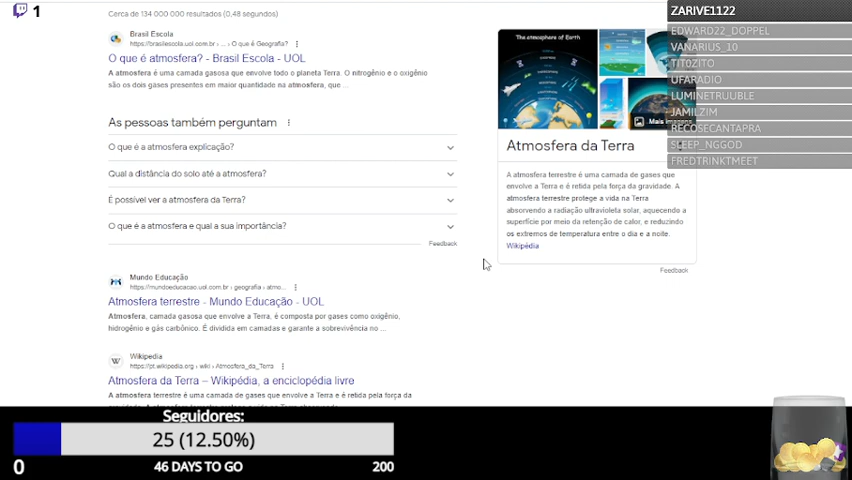 1
Cerca de 134 000 000 resultados (0,48 segundos)
Brasil Escola
https://brasilescola.uol.com.br › ... › O que é Geografia?
O que é atmosfera? - Brasil Escola - UOL
A atmosfera é uma camada gasosa que envolve todo o planeta Terra. O nitrogênio e o oxigênio
são os dois gases presentes em maior quantidade na atmosfera, que ...
As pessoas também perguntam
O que é a atmosfera explicação?
Qual a distância do solo até a atmosfera?
É possível ver a atmosfera da Terra?
O que é a atmosfera e qual a sua importância?
Feedback
Mundo Educação
https://mundoeducacao.uol.com.br › geografia › atmo...
Atmosfera terrestre - Mundo Educação - UOL
Atmosfera, camada gasosa que envolve a Terra, é composta por gases como oxigênio,
hidrogênio e gás carbônico. É dividida em camadas e garante a sobrevivência no ...
Wikipedia
https://pt.wikipedia.org › wiki › Atmosfera_da_Terra
Atmosfera da Terra – Wikipédia, a enciclopédia livre
A atmosfera terrestre é uma camada de gases que envolve a Terra e é retida pela força da
The atmosphere of Earth
Mais imagens
Atmosfera da Terra
A atmosfera terrestre é uma camada de gases que
envolve a Terra e é retida pela força da gravidade. A
atmosfera terrestre protege a vida na Terra
absorvendo a radiação ultravioleta solar, aquecendo a
superfície por meio da retenção de calor, e reduzindo
os extremos de temperatura entre o dia e a noite.
Wikipédia
Feedback
ZARIVE1122
EDWARD22_DOPPEL
VANARIUS_10
TIT0ZITO
UFARADIO
LUMINETRUUBLE
JAMILZIM
RECOSECANTAPRA
SLEEP_NGGOD
FREDTRINKTMEET
Seguidores:
25 (12.50%)
0
46 DAYS TO GO
200